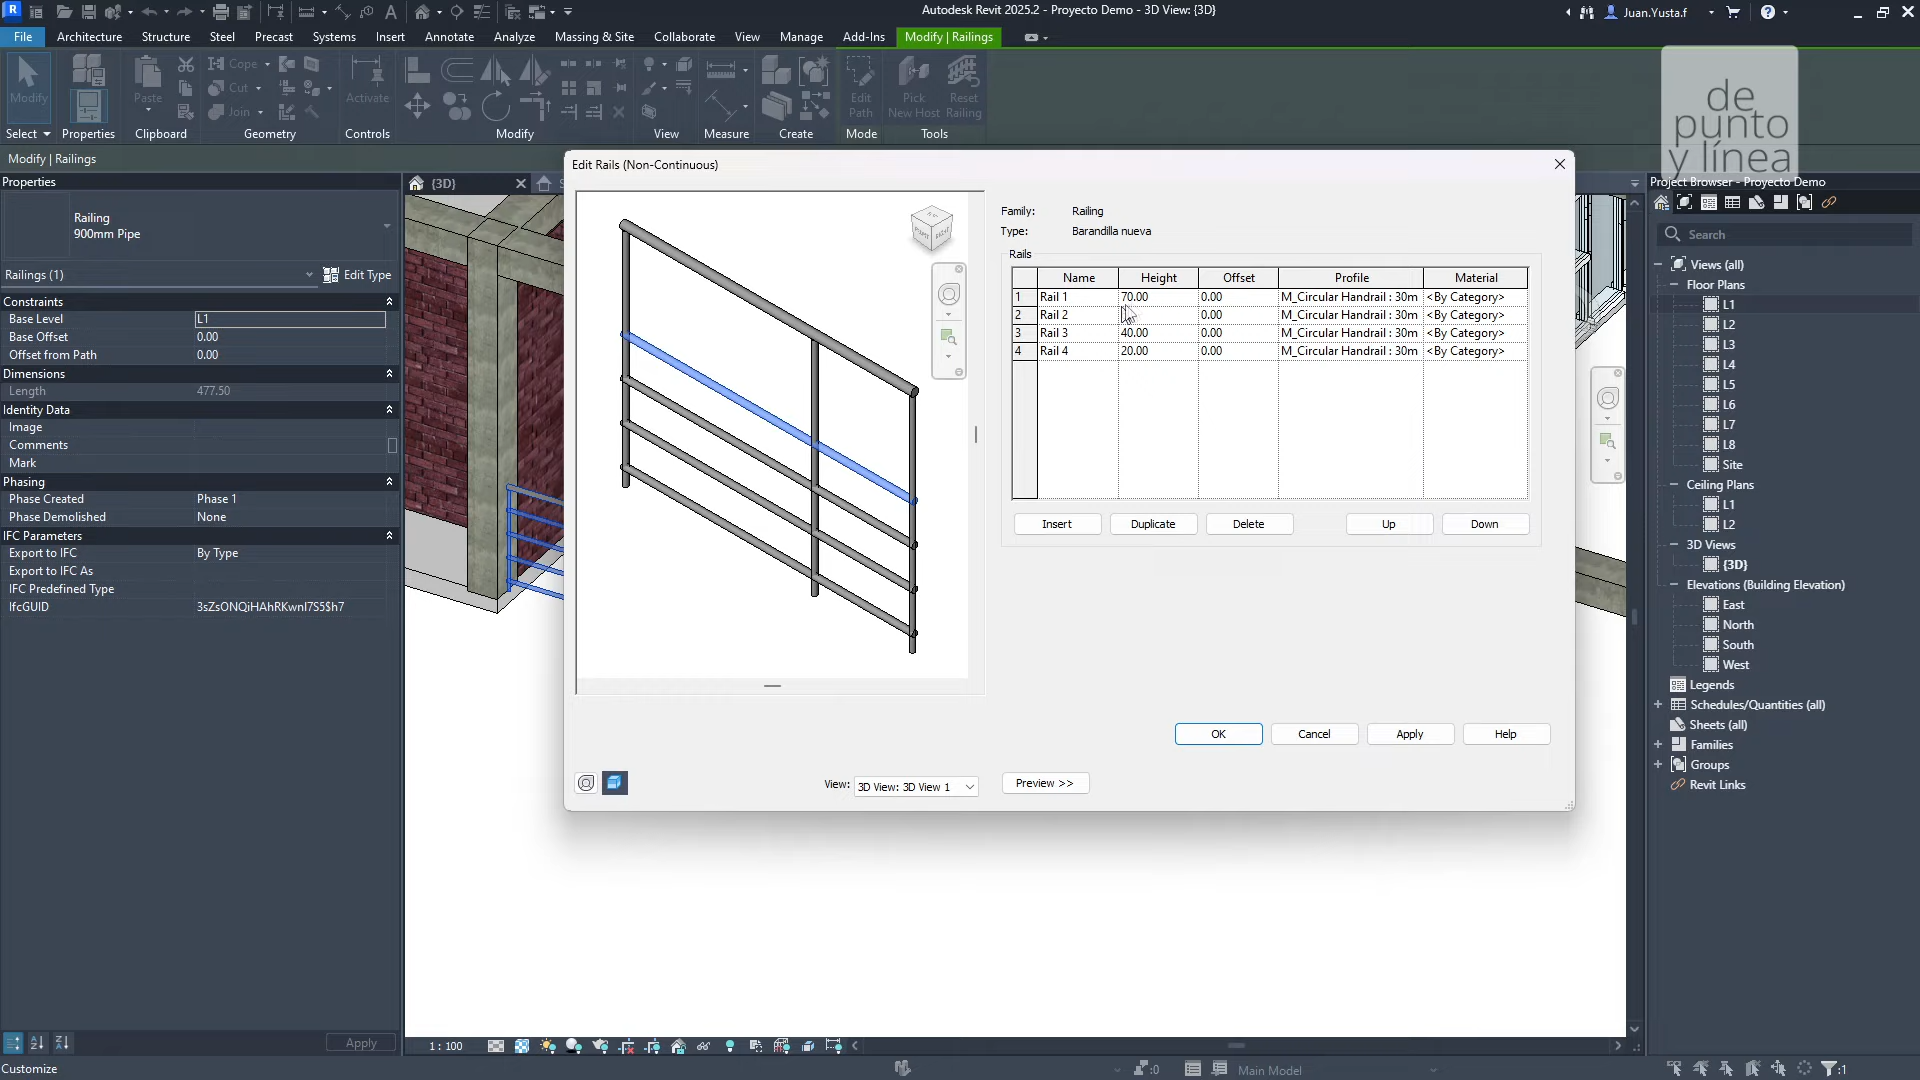 Autodesk Revit 2025.2 - Proyecto Demo - 3D View: {3D}
Juan.Yusta.f
File Architecture Structure Steel Precast Systems Insert Annotate Analyze Massing & Site Collaborate View Manage Add-Ins Modify | Railings
de
punto
y línea
Modify
Paste
Cope
Cut
Join
Activate
Edit
Path
Pick
New Host
Reset
Railing
Select Properties Clipboard Geometry Controls Modify View Measure Create Mode Tools
Modify | Railings
Properties
Railing
900mm Pipe
Railings (1)
Edit Type
Constraints
Base Level L1
Base Offset 0.00
Offset from Path 0.00
Dimensions
Length 477.50
Identity Data
Image
Comments
Mark
Phasing
Phase Created Phase 1
Phase Demolished None
IFC Parameters
Export to IFC By Type
Export to IFC As
IFC Predefined Type
IfcGUID 3sZsONQiHAhRKwnI7S5$h7
Apply
{3D}
Edit Rails (Non-Continuous)
Family: Railing
Type: Barandilla nueva
Rails
Name Height Offset Profile Material
1 Rail 1 70.00 0.00 M_Circular Handrail : 30m <By Category>
2 Rail 2 0.00 M_Circular Handrail : 30m <By Category>
3 Rail 3 40.00 0.00 M_Circular Handrail : 30m <By Category>
4 Rail 4 20.00 0.00 M_Circular Handrail : 30m <By Category>
Insert Duplicate Delete Up Down
OK Cancel Apply Help
View: 3D View: 3D View 1
Preview >>
Project Browser - Proyecto Demo
Search
Views (all)
Floor Plans
L1
L2
L3
L4
L5
L6
L7
L8
Site
Ceiling Plans
L1
L2
3D Views
{3D}
Elevations (Building Elevation)
East
North
South
West
Legends
Schedules/Quantities (all)
Sheets (all)
Families
Groups
Revit Links
1 : 100
Customize
:0
Main Model
:1